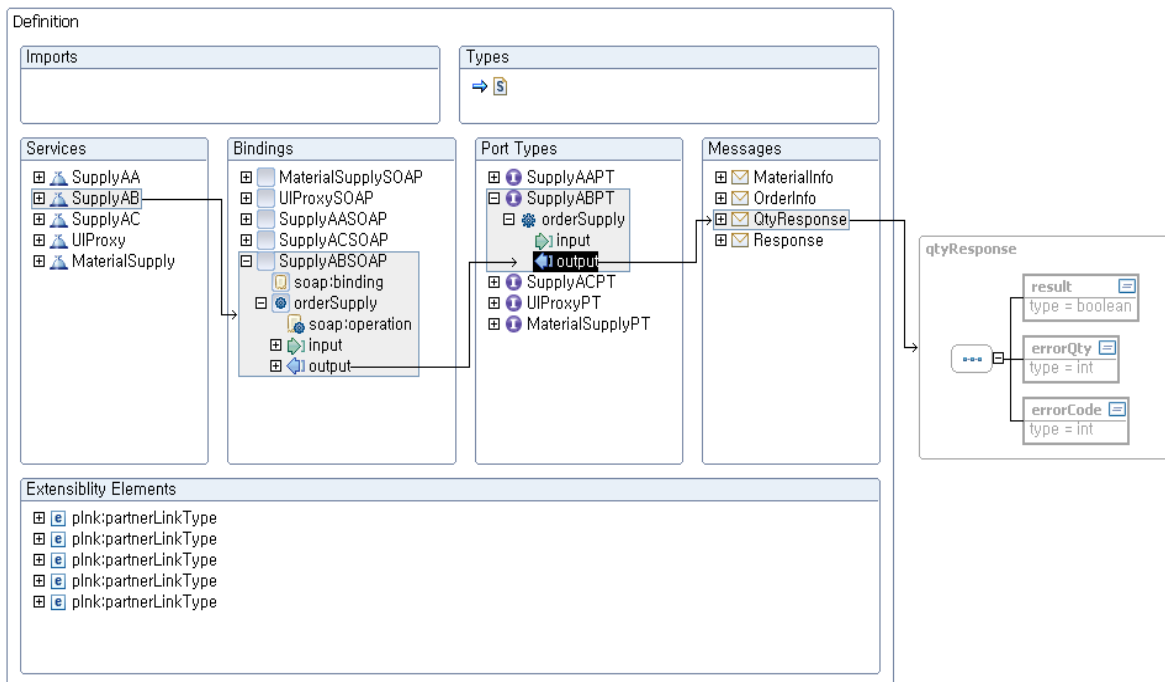 Definition
Imports
Types
S
Services
SupplyAA
SupplyAB
SupplyAC
UIProxy
MaterialSupply
Bindings
MaterialSupplySOAP
UIProxySOAP
SupplyAASOAP
SupplyACSOAP
SupplyABSOAP
soap:binding
orderSupply
soap:operation
input
output
Port Types
SupplyAAPT
SupplyABPT
orderSupply
input
output
SupplyACPT
UIProxyPT
MaterialSupplyPT
Messages
MaterialInfo
OrderInfo
QtyResponse
Response
qtyResponse
result
type = boolean
errorQty
type = int
errorCode
type = int
Extensiblity Elements
e plnk:partnerLinkType
e plnk:partnerLinkType
e plnk:partnerLinkType
e plnk:partnerLinkType
e plnk:partnerLinkType